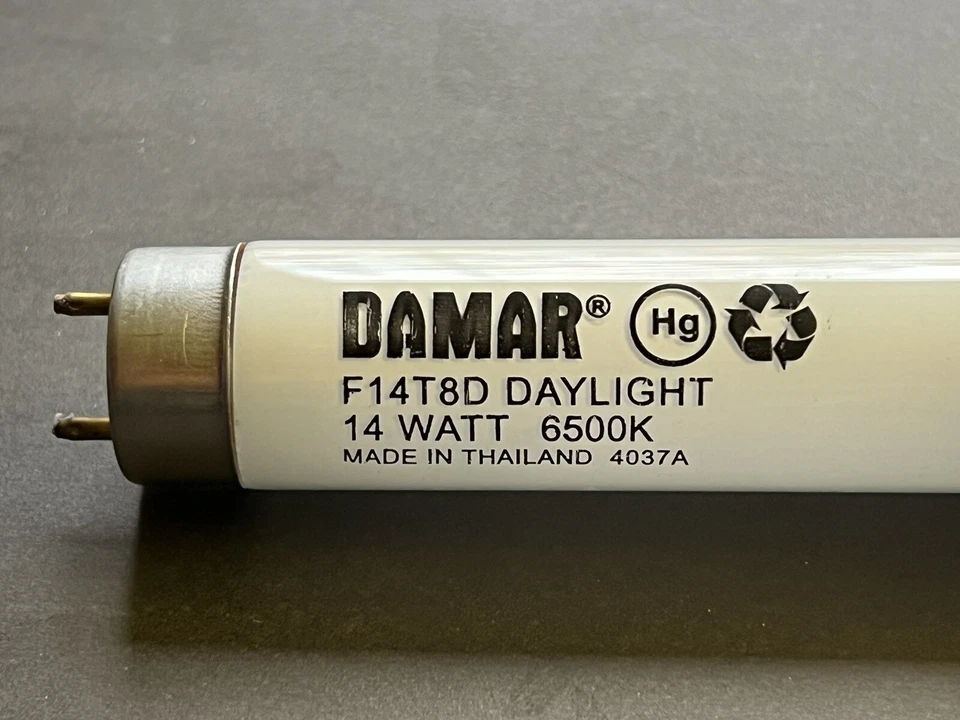 DAMAR® Hg
F14T8D DAYLIGHT
14 WATT 6500K
MADE IN THAILAND 4037A